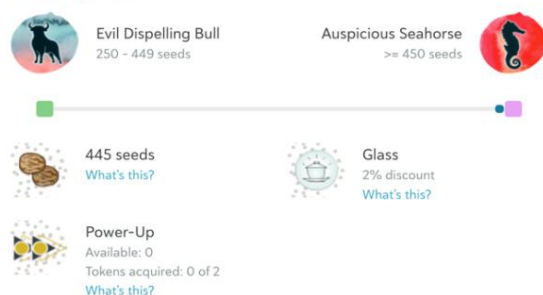 Evil Dispelling Bull
250 - 449 seeds
Auspicious Seahorse
>= 450 seeds
445 seeds
What's this?
Glass
2% discount
What's this?
Power-Up
Available: 0
Tokens acquired: 0 of 2
What's this?